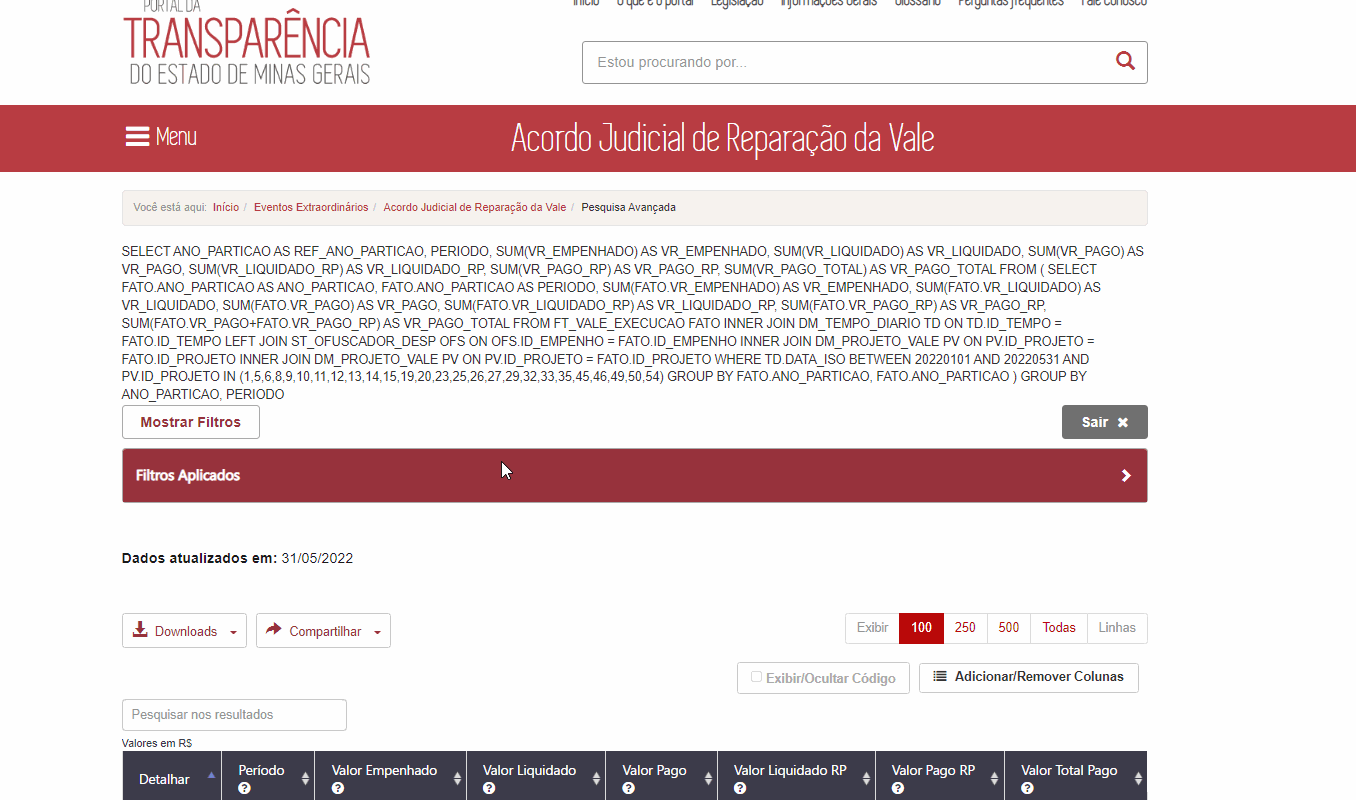 PORTAL DA
TRANSPARÊNCIA
DO ESTADO DE MINAS GERAIS
Início O que é o portal Legislação Informações Gerais Glossário Perguntas frequentes Fale conosco
Estou procurando por...
Menu
Acordo Judicial de Reparação da Vale
Você está aqui: Início / Eventos Extraordinários / Acordo Judicial de Reparação da Vale / Pesquisa Avançada
SELECT ANO_PARTICAO AS REF_ANO_PARTICAO, PERIODO, SUM(VR_EMPENHADO) AS VR_EMPENHADO, SUM(VR_LIQUIDADO) AS VR_LIQUIDADO, SUM(VR_PAGO) AS
VR_PAGO, SUM(VR_LIQUIDADO_RP) AS VR_LIQUIDADO_RP, SUM(VR_PAGO_RP) AS VR_PAGO_RP, SUM(VR_PAGO_TOTAL) AS VR_PAGO_TOTAL FROM ( SELECT
FATO.ANO_PARTICAO AS ANO_PARTICAO, FATO.ANO_PARTICAO AS PERIODO, SUM(FATO.VR_EMPENHADO) AS VR_EMPENHADO, SUM(FATO.VR_LIQUIDADO) AS
VR_LIQUIDADO, SUM(FATO.VR_PAGO) AS VR_PAGO, SUM(FATO.VR_LIQUIDADO_RP) AS VR_LIQUIDADO_RP, SUM(FATO.VR_PAGO_RP) AS VR_PAGO_RP,
SUM(FATO.VR_PAGO+FATO.VR_PAGO_RP) AS VR_PAGO_TOTAL FROM FT_VALE_EXECUCAO FATO INNER JOIN DM_TEMPO_DIARIO TD ON TD.ID_TEMPO =
FATO.ID_TEMPO LEFT JOIN ST_OFUSCADOR_DESP OFS ON OFS.ID_EMPENHO = FATO.ID_EMPENHO INNER JOIN DM_PROJETO_VALE PV ON PV.ID_PROJETO =
FATO.ID_PROJETO INNER JOIN DM_PROJETO_VALE PV ON PV.ID_PROJETO = FATO.ID_PROJETO WHERE TD.DATA_ISO BETWEEN 20220101 AND 20220531 AND
PV.ID_PROJETO IN (1,5,6,8,9,10,11,12,13,14,15,19,20,23,25,26,27,29,32,33,35,45,46,49,50,54) GROUP BY FATO.ANO_PARTICAO, FATO.ANO_PARTICAO ) GROUP BY
ANO_PARTICAO, PERIODO
Mostrar Filtros
Sair ✖
Filtros Aplicados
Dados atualizados em: 31/05/2022
Downloads
Compartilhar
Exibir 100 250 500 Todas Linhas
Exibir/Ocultar Código
Adicionar/Remover Colunas
Pesquisar nos resultados
Valores em R$
Detalhar Período Valor Empenhado Valor Liquidado Valor Pago Valor Liquidado RP Valor Pago RP Valor Total Pago